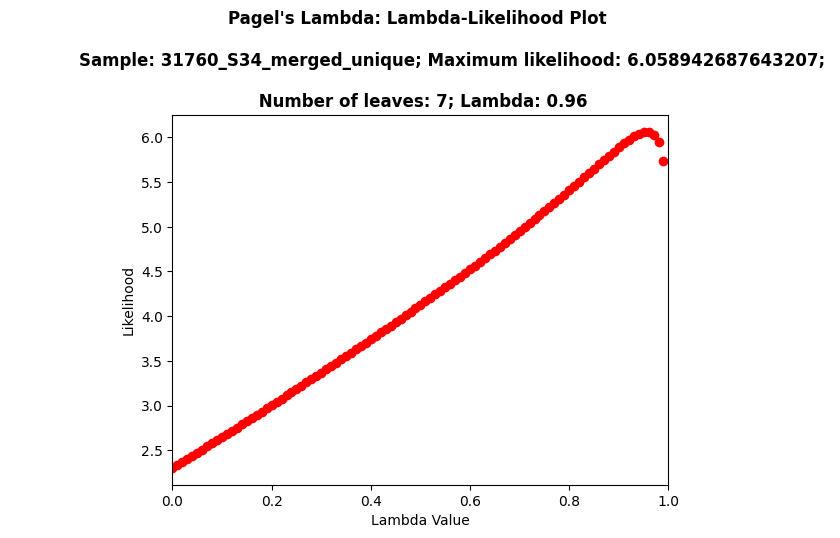 Pagel's Lambda: Lambda-Likelihood Plot
Sample: 31760_S34_merged_unique; Maximum likelihood: 6.058942687643207;
Number of leaves: 7; Lambda: 0.96
6.0
5.5
5.0
4.5
4.0
3.5
3.0
2.5
Likelihood
0.0 0.2 0.4 0.6 0.8 1.0
Lambda Value